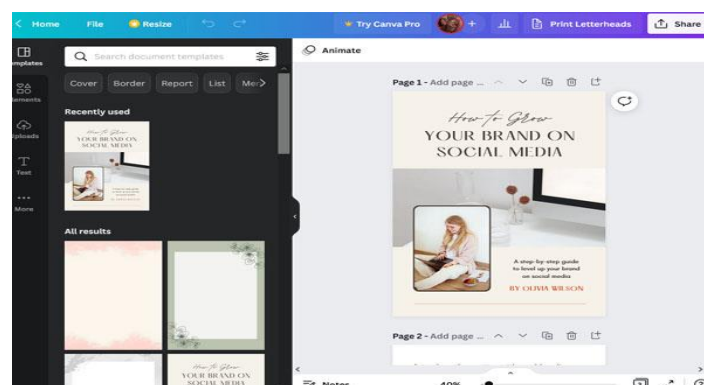 Home File Resize Try Canva Pro Print Letterheads Share
Templates
Elements
Uploads
Text
More
Search document templates
Cover Border Report List
Recently used
How to Grow
YOUR BRAND ON
SOCIAL MEDIA
All results
How to Grow
YOUR BRAND ON
SOCIAL MEDIA
Animate
Page 1 - Add page ...
How to Grow
YOUR BRAND ON
SOCIAL MEDIA
A step-by-step guide
to level up your brand
on social media
BY OLIVIA WILSON
Page 2 - Add page ...
Notes 40%